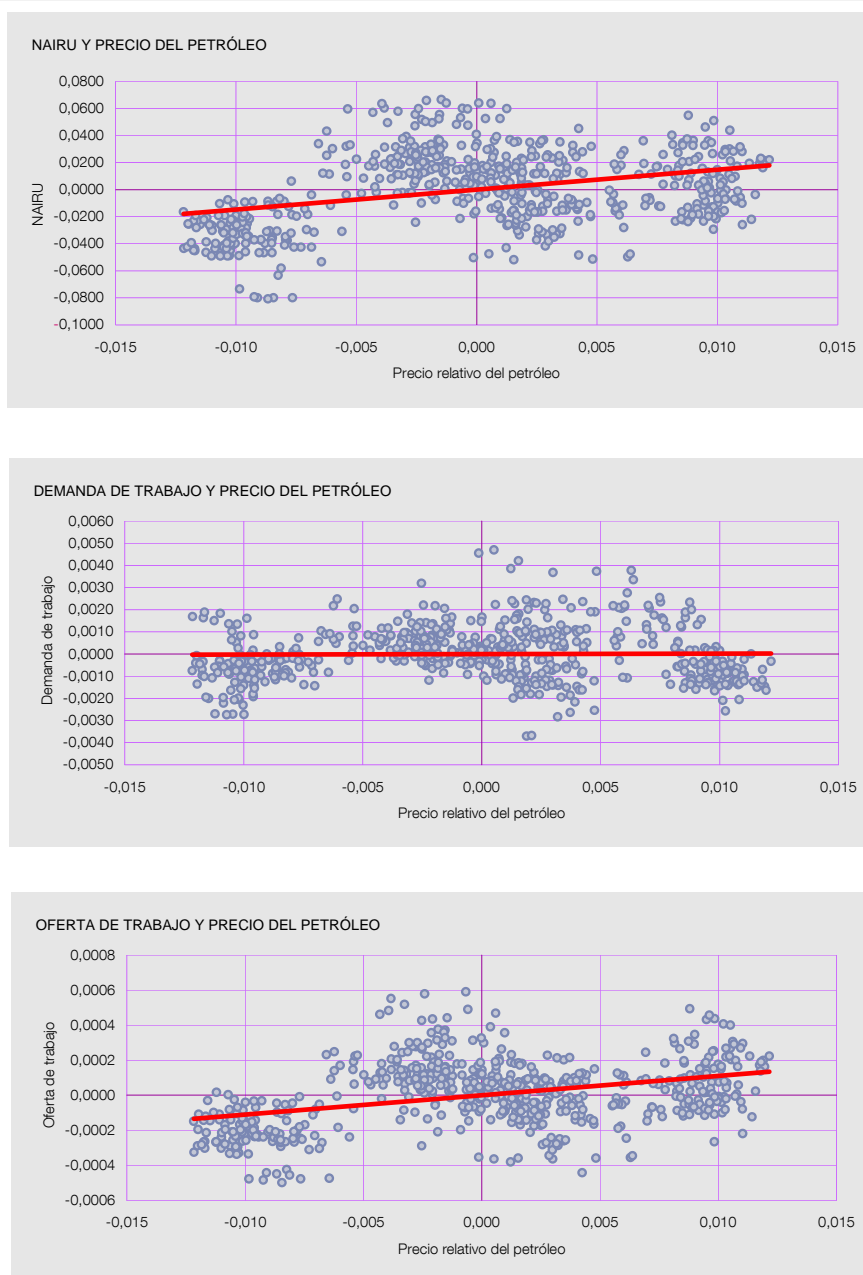 NAIRU Y PRECIO DEL PETRÓLEO
0,0800
0,0600
0,0400
0,0200
0,0000
-0,0200
-0,0400
-0,0600
-0,0800
-0,1000
NAIRU
-0,015 -0,010 -0,005 0,000 0,005 0,010 0,015
Precio relativo del petróleo
DEMANDA DE TRABAJO Y PRECIO DEL PETRÓLEO
0,0060
0,0050
0,0040
0,0030
0,0020
0,0010
0,0000
-0,0010
-0,0020
-0,0030
-0,0040
-0,0050
Demanda de trabajo
-0,015 -0,010 -0,005 0,000 0,005 0,010 0,015
Precio relativo del petróleo
OFERTA DE TRABAJO Y PRECIO DEL PETRÓLEO
0,0008
0,0006
0,0004
0,0002
0,0000
-0,0002
-0,0004
-0,0006
Oferta de trabajo
-0,015 -0,010 -0,005 0,000 0,005 0,010 0,015
Precio relativo del petróleo